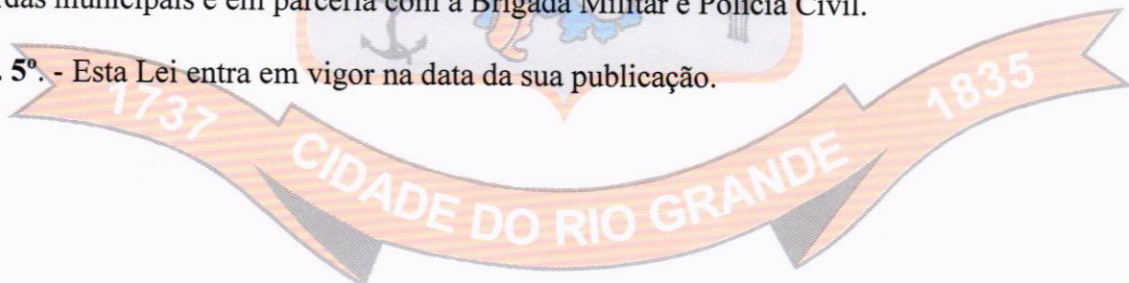 municipais e em parceria com a Brigada Militar e Polícia Civil.
5º. - Esta Lei entra em vigor na data da sua publicação.
1737 CIDADE DO RIO GRANDE 1835